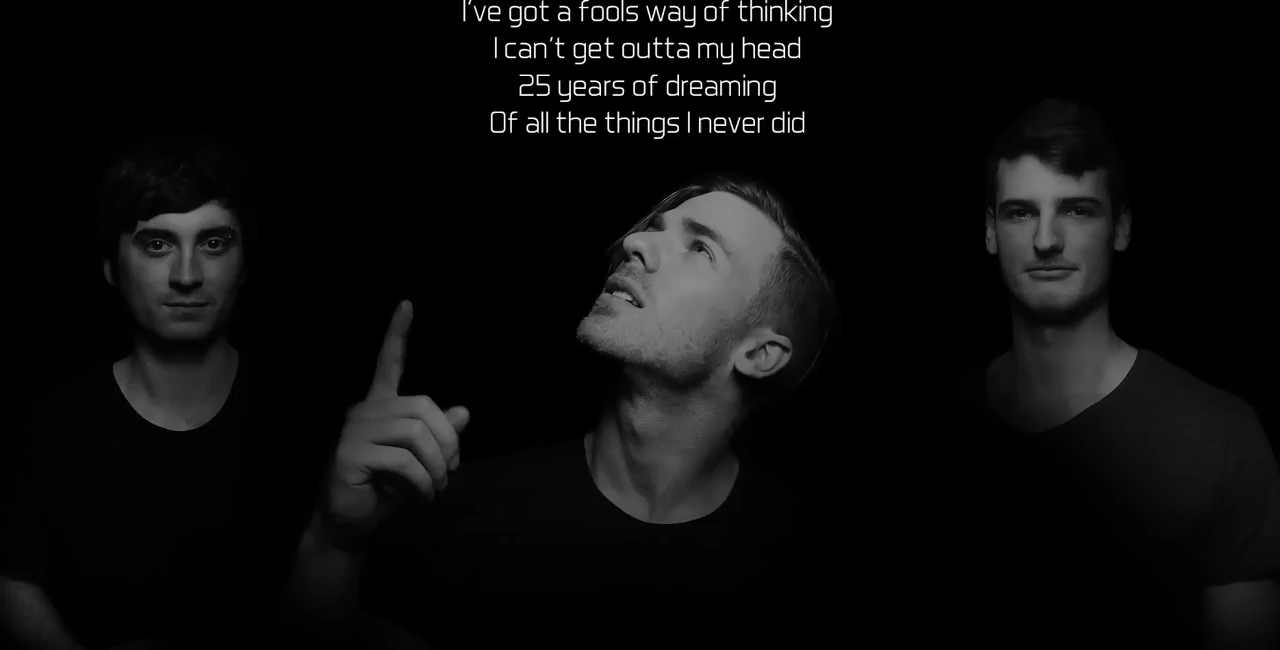 I've got a fools way of thinking
I can't get outta my head
25 years of dreaming
Of all the things I never did